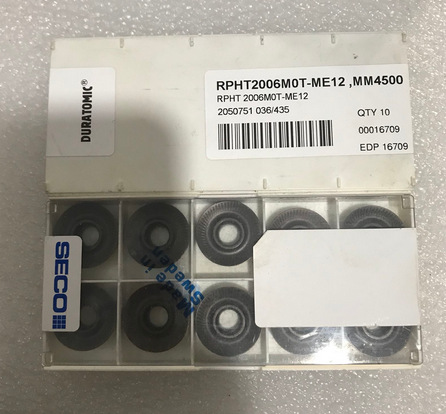 DURATOMIC®
RPHT2006M0T-ME12 ,MM4500
RPHT 2006M0T-ME12
2050751 036/435
QTY 10
00016709
EDP 16709
SECO
Made in
Sweden